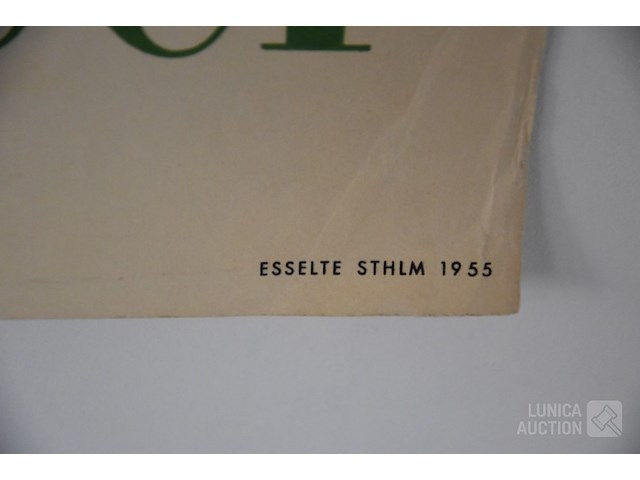 ESSELTE STHLM 1955
LUNICA
AUCTION